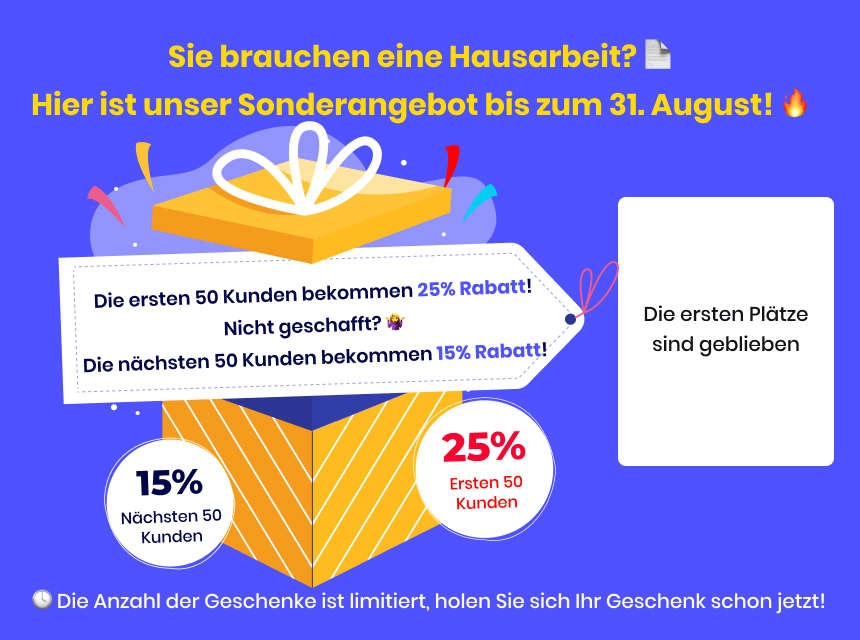 Sie brauchen eine Hausarbeit? 📄
Hier ist unser Sonderangebot bis zum 31. August! 🔥
Die ersten 50 Kunden bekommen 25% Rabatt!
Nicht geschafft? 🤷‍♀️
Die nächsten 50 Kunden bekommen 15% Rabatt!
Die ersten Plätze
sind geblieben
25%
Ersten 50
Kunden
15%
Nächsten 50
Kunden
🕓 Die Anzahl der Geschenke ist limitiert, holen Sie sich Ihr Geschenk schon jetzt!